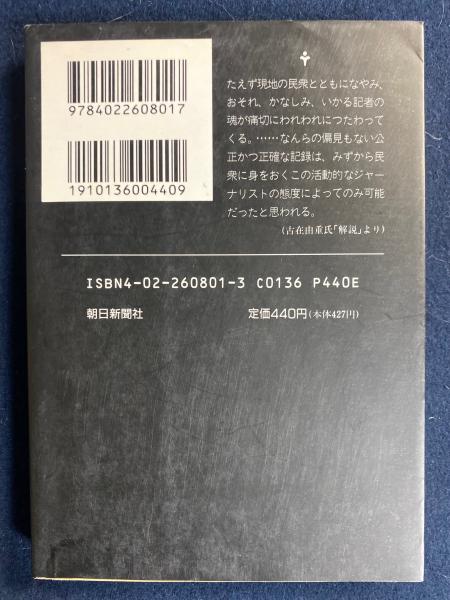 9784022608017
1910136004409
たえず現地の民衆とともになやみ、
おそれ、かなしみ、いかる記者の
魂が痛切にわれわれにつたわって
くる。……なんらの偏見もない公
正かつ正確な記録は、みずから民
衆に身をおくこの活動的なジャー
ナリストの態度によってのみ可能
だったと思われる。
(古在由重氏「解説」より)
ISBN4-02-260801-3 C0136 P440E
朝日新聞社 定価440円(本体427円)